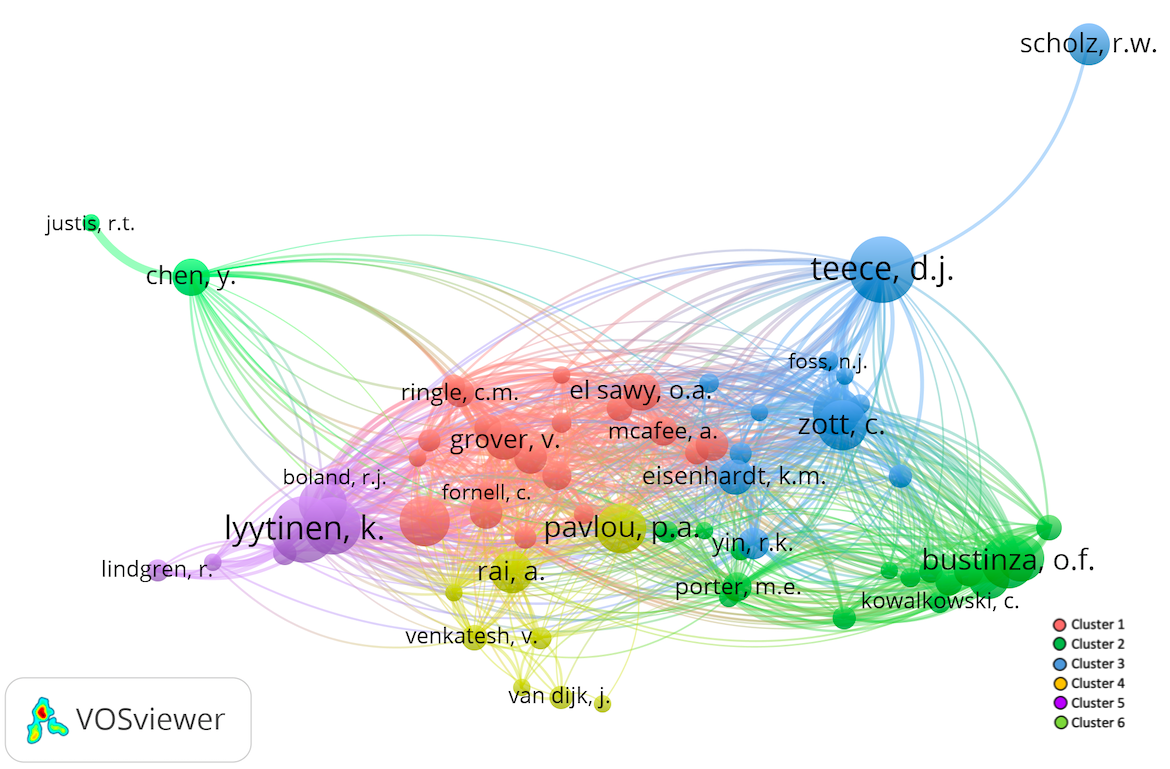 scholz, r.w.
justis, r.t.
chen, y.
teece, d.j.
foss, n.j.
ringle, c.m.
el sawy, o.a.
zott, c.
grover, v.
mcafee, a.
boland, r.j.
eisenhardt, k.m.
fornell, c.
lyytinen, k.
pavlou, p.a.
yin, r.k.
bustinza, o.f.
lindgren, r.
rai, a.
porter, m.e.
kowalkowski, c.
venkatesh, v.
van dijk, j.
Cluster 1
Cluster 2
Cluster 3
Cluster 4
Cluster 5
Cluster 6
VOSviewer